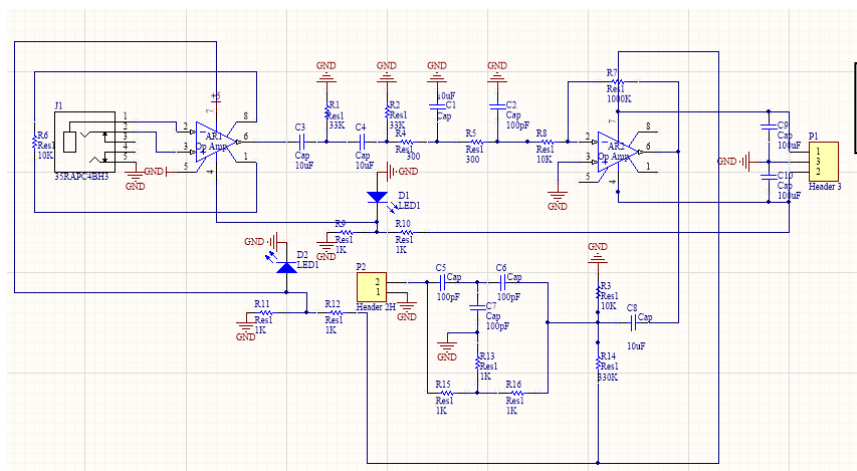 J1
1
2
3
4
5
35RAPC4BH3
GND
R6
Res1
10K
+5
7
8
2
3
5
4
6
1
AR1
Op Amp
GND
C3
Cap
10uF
GND
R1
Res1
33K
C4
Cap
10uF
GND
R2
Res1
33K
R4
Res1
300
GND
10uF
C1
Cap
R5
Res1
300
GND
C2
Cap
100pF
R8
Res1
10K
R7
Res1
1000K
7
8
2
3
5
4
6
1
Op Amp
GND
C9
Cap
100uF
C10
Cap
100uF
GND
P1
1
3
2
Header 3
GND
D1
LED1
R9
Res1
1K
GND
R10
Res1
1K
GND
D2
LED1
R11
Res1
1K
GND
R12
Res1
1K
P2
2
1
Header 2H
GND
C5
Cap
100pF
C6
Cap
100pF
C7
Cap
100pF
GND
R13
Res1
1K
R15
Res1
1K
R16
Res1
1K
GND
R3
Res1
10K
C8
Cap
10uF
R14
Res1
330K